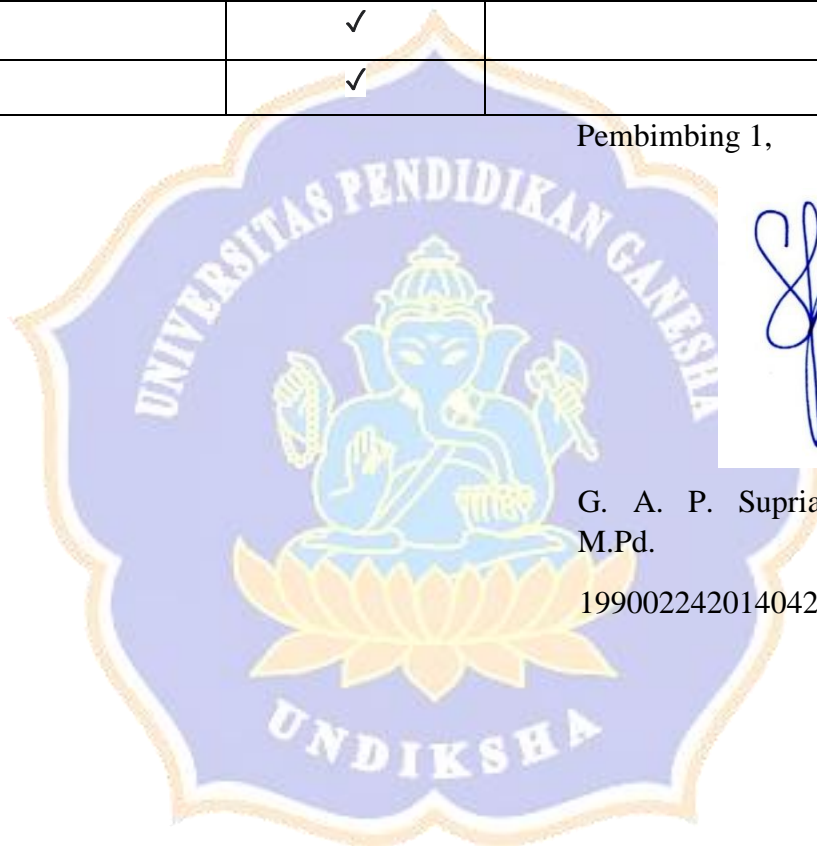 ✓
✓
Pembimbing 1,
UNIVERSITAS PENDIDIKAN GANESHA
G. A. P. Supria
M.Pd.
199002242014042
UNDIKSHA